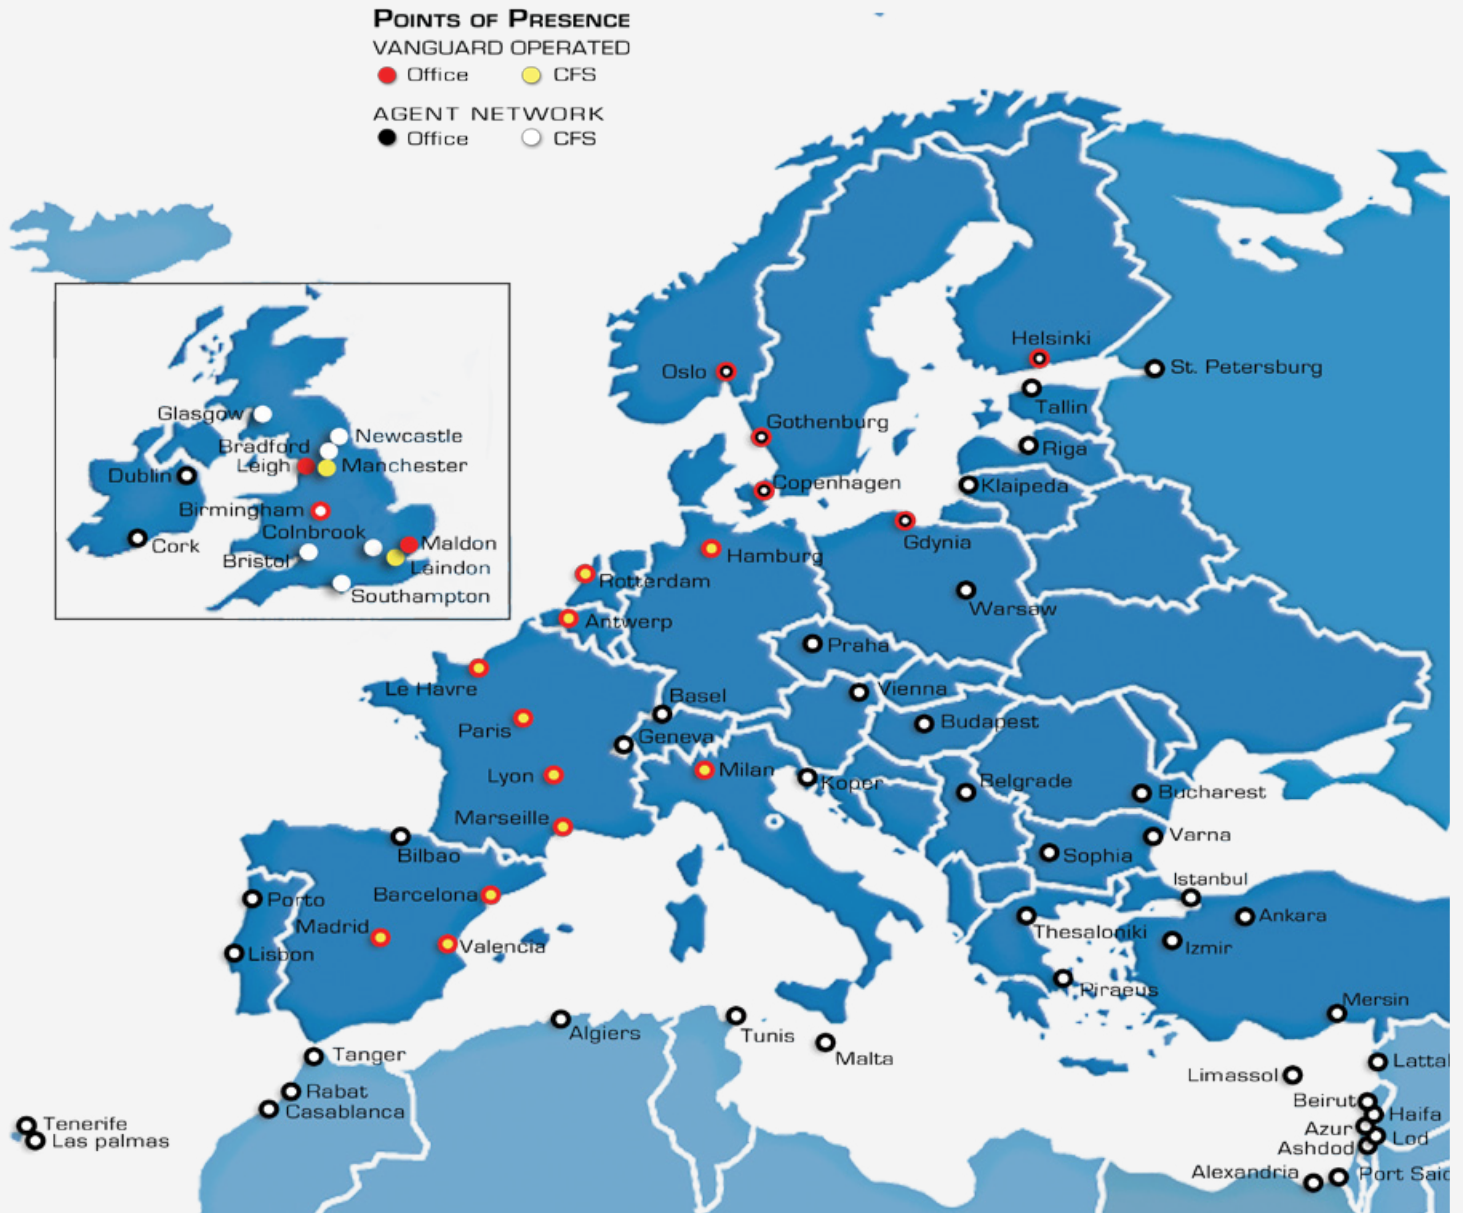 POINTS OF PRESENCE
VANGUARD OPERATED
Office CFS
AGENT NETWORK
Office CFS
Helsinki
Oslo
St. Petersburg
Tallin
Glasgow
Gothenburg
Newcastle
Bradford
Riga
Leigh
Manchester
Dublin
Copenhagen
Klaipeda
Birmingham
Colnbrook
Cork
Maldon
Gdynia
Bristol
Hamburg
Laindon
Rotterdam
Southampton
Warsaw
Antwerp
Praha
Le Havre
Basel
Vienna
Paris
Geneva
Budapest
Lyon
Milan
Koper
Belgrade
Bucharest
Marseille
Varna
Bilbao
Sophia
Istanbul
Barcelona
Porto
Ankara
Madrid
Thesaloniki
Valencia
Izmir
Lisbon
Piraeus
Mersin
Algiers
Tunis
Tanger
Malta
Lattal
Limassol
Rabat
Beirut
Casablanca
Haifa
Tenerife
Azur
Las palmas
Lod
Ashdod
Alexandria
Port Said